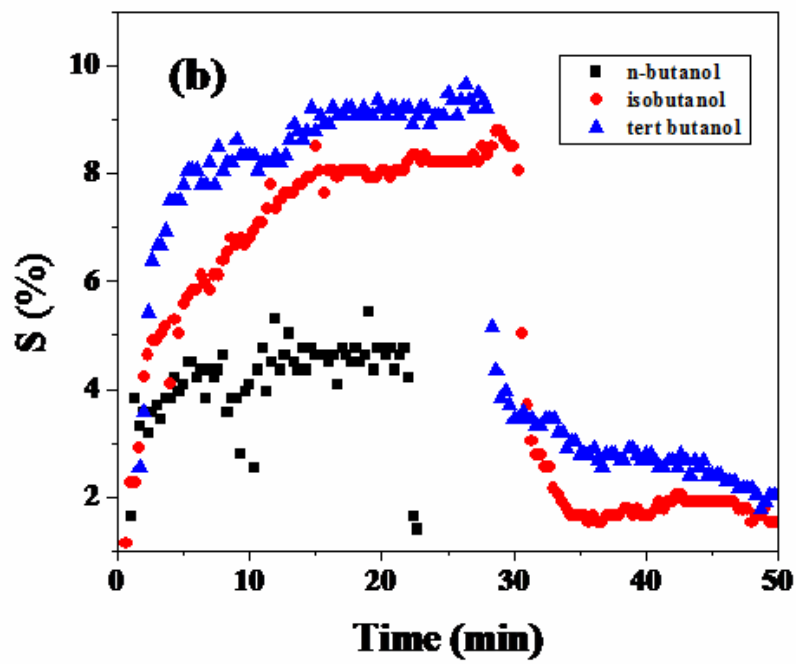 (b)
n-butanol
isobutanol
tert butanol
10
8
6
4
2
S (%)
0 10 20 30 40 50
Time (min)